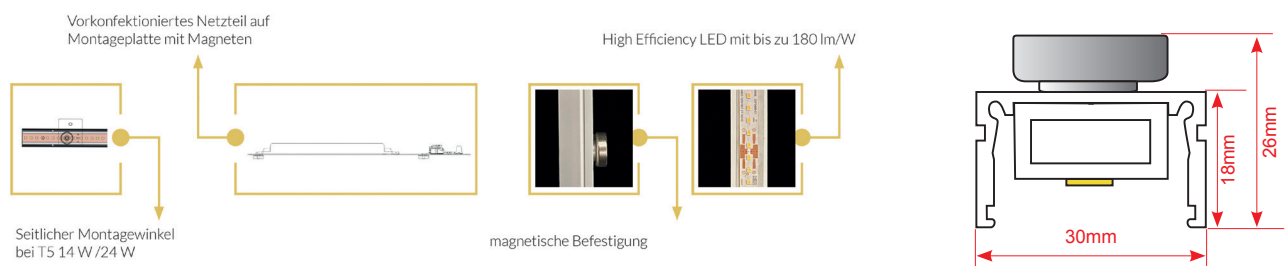 Vorkonfektioniertes Netzteil auf
Montageplatte mit Magneten
High Efficiency LED mit bis zu 180 lm/W
Seitlicher Montagewinkel
bei T5 14 W /24 W
magnetische Befestigung
18mm
26mm
30mm